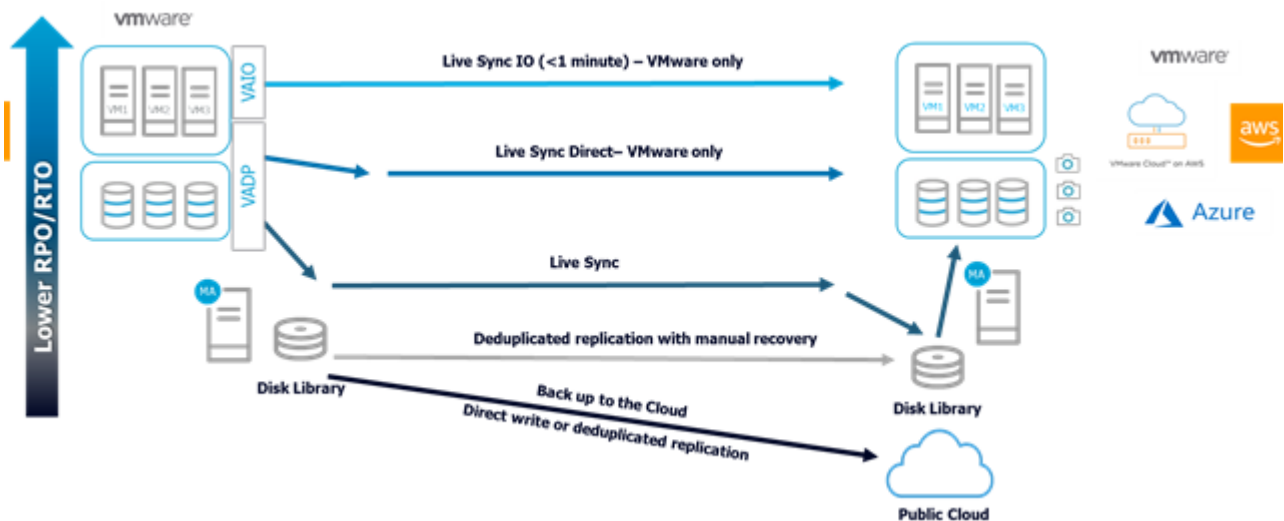 vmware
vmware
Lower RPO/RTO
VM1 VM2 VM3
VAIO
Live Sync IO (<1 minute) – VMware only
VM1 VM2 VM3
VMware Cloud™ on AWS
aws
VADP
Live Sync Direct– VMware only
Azure
Live Sync
MA
MA
Deduplicated replication with manual recovery
Disk Library
Disk Library
Back up to the Cloud
Direct write or deduplicated replication
Public Cloud